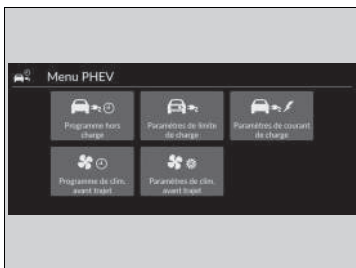 Menu PHEV
Programme hors
charge
Paramètres de limite
de charge
Paramètres de courant
de charge
Programme de clim.
avant trajet
Paramètres de clim.
avant trajet